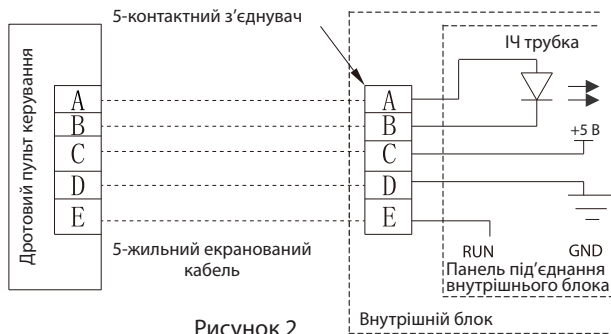 5-контактний з’єднувач
Дротовий пульт керування
A
B
C
D
E
A
B
C
D
E
ІЧ трубка
+5 В
RUN
GND
Панель під’єднання
внутрішнього блока
5-жильний екранований
кабель
Внутрішній блок
Рисунок 2